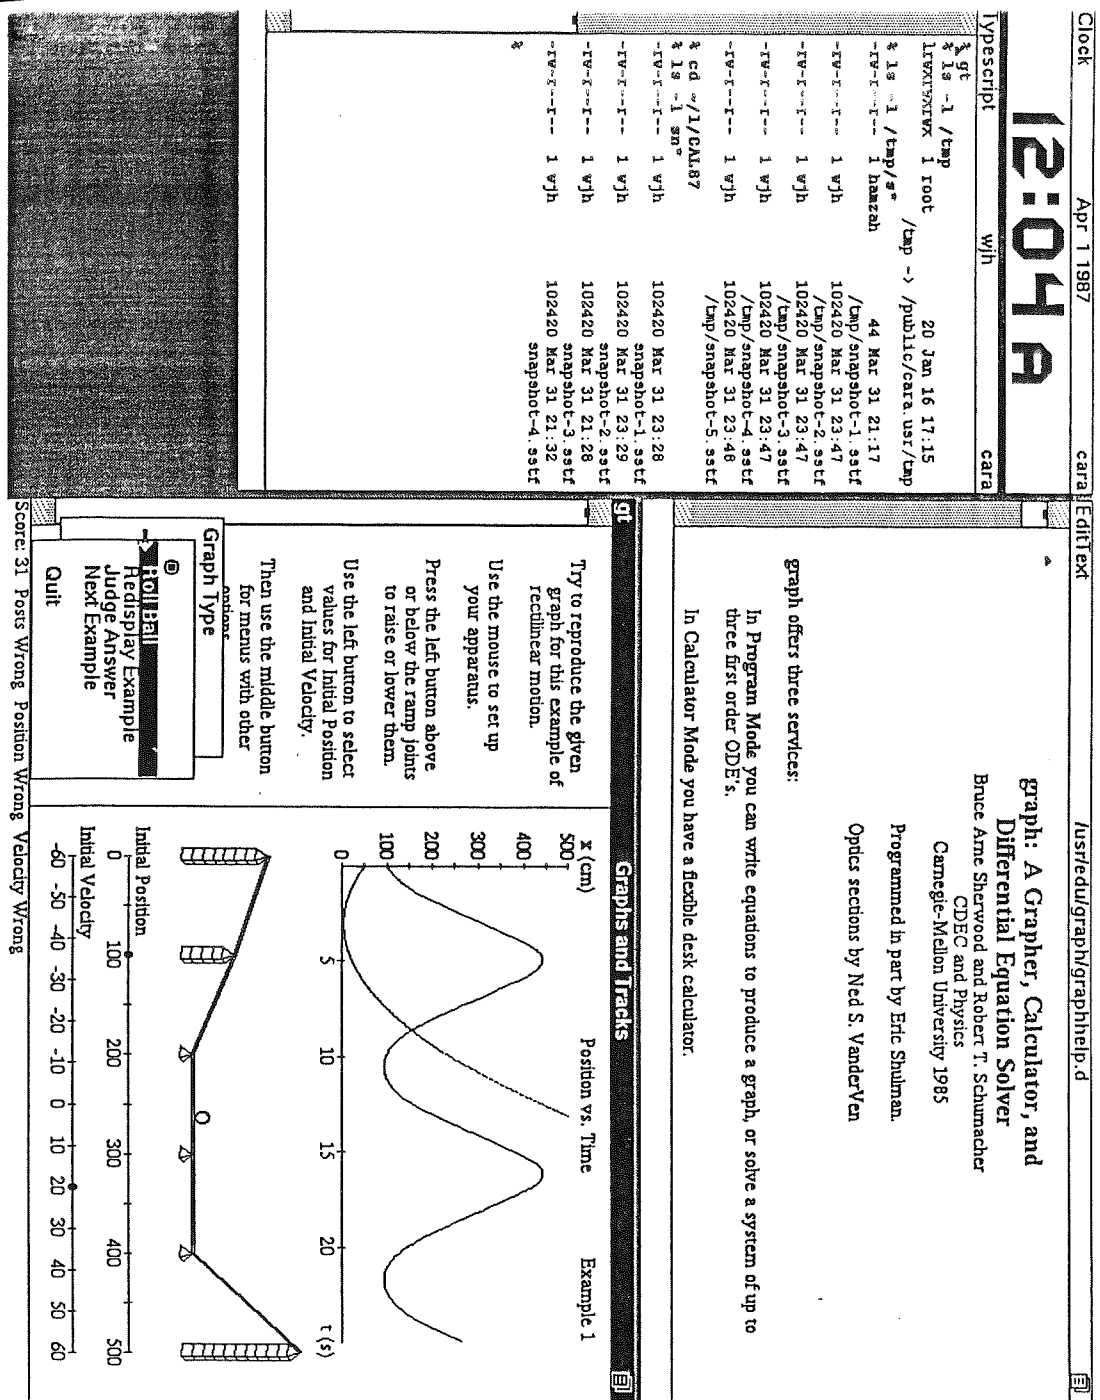 Clock Apr 1 1987 cara
12:04 A
Typescript wjh cara
% gt
% ls -l /tmp
lrwxrwxrwx 1 root 20 Jan 16 17:15
/tmp -> /public/cara.usr/tmp
% ls -l /tmp/s*
-rw-r--r-- 1 hamzah 44 Mar 31 21:17
/tmp/snapshot-1.sstf
-rw-r--r-- 1 wjh 102420 Mar 31 23:47
/tmp/snapshot-2.sstf
-rw-r--r-- 1 wjh 102420 Mar 31 23:47
/tmp/snapshot-3.sstf
-rw-r--r-- 1 wjh 102420 Mar 31 23:47
/tmp/snapshot-4.sstf
-rw-r--r-- 1 wjh 102420 Mar 31 23:48
/tmp/snapshot-5.sstf
% cd ~/l/CAL87
% ls -l sn*
-rw-r--r-- 1 wjh 102420 Mar 31 23:28
snapshot-1.sstf
-rw-r--r-- 1 wjh 102420 Mar 31 23:29
snapshot-2.sstf
-rw-r--r-- 1 wjh 102420 Mar 31 21:28
snapshot-3.sstf
-rw-r--r-- 1 wjh 102420 Mar 31 21:32
snapshot-4.sstf
%
EditText /usr/edu/graph/graphhelp.d
graph: A Grapher, Calculator, and
Differential Equation Solver
Bruce Arne Sherwood and Robert T. Schumacher
CDEC and Physics
Carnegie-Mellon University 1985
Programmed in part by Eric Shulman.
Optics sections by Ned S. VanderVen
graph offers three services:
In Program Mode you can write equations to produce a graph, or solve a system of up to
three first order ODE's.
In Calculator Mode you have a flexible desk calculator.
gt Graphs and Tracks
Try to reproduce the given
graph for this example of
rectilinear motion.
Use the mouse to set up
your apparatus.
Press the left button above
or below the ramp joints
to raise or lower them.
Use the left button to select
values for Initial Position
and Initial Velocity.
Then use the middle button
for menus with other
options.
Graph Type
Roll Ball
Redisplay Example
Judge Answer
Next Example
Quit
x (cm) Position vs. Time Example 1
500
400
300
200
100
0 5 10 15 20 t (s)
Initial Position
0 100 200 300 400 500
Initial Velocity
-60 -50 -40 -30 -20 -10 0 10 20 30 40 50 60
Score: 31 Posts Wrong Position Wrong Velocity Wrong